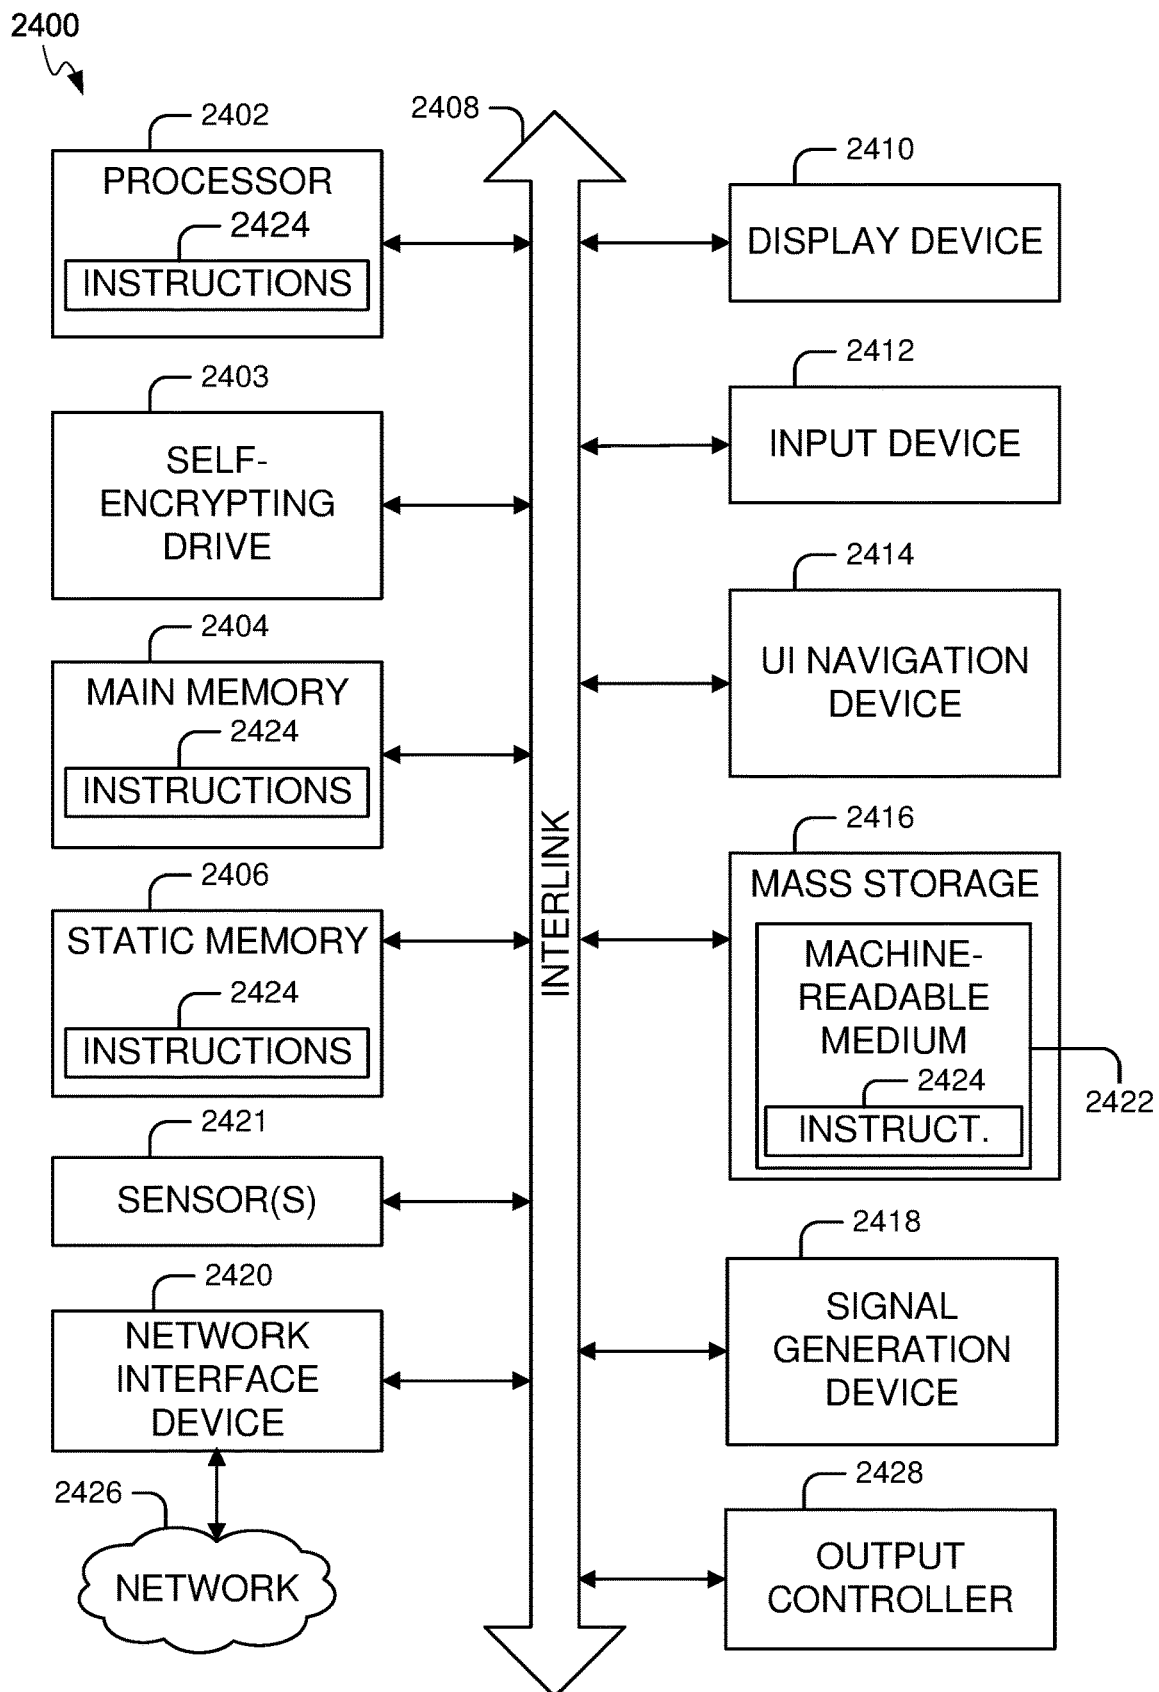 2400
2402
PROCESSOR
2424
INSTRUCTIONS
2403
SELF-
ENCRYPTING
DRIVE
2404
MAIN MEMORY
2424
INSTRUCTIONS
2406
STATIC MEMORY
2424
INSTRUCTIONS
2421
SENSOR(S)
2420
NETWORK
INTERFACE
DEVICE
2426
NETWORK
2408
INTERLINK
2410
DISPLAY DEVICE
2412
INPUT DEVICE
2414
UI NAVIGATION
DEVICE
2416
MASS STORAGE
MACHINE-
READABLE
MEDIUM
2424
INSTRUCT.
2422
2418
SIGNAL
GENERATION
DEVICE
2428
OUTPUT
CONTROLLER